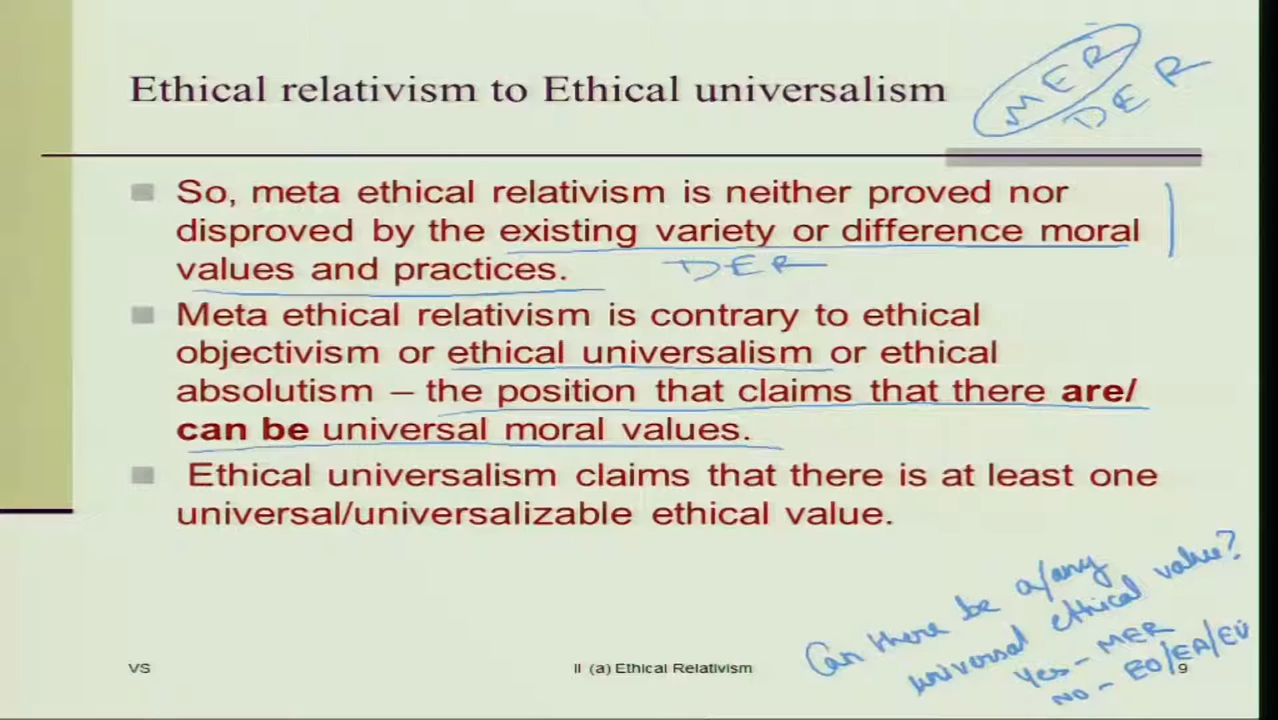 Ethical relativism to Ethical universalism
MER
DER
So, meta ethical relativism is neither proved nor
disproved by the existing variety or difference moral
values and practices.
DER
Meta ethical relativism is contrary to ethical
objectivism or ethical universalism or ethical
absolutism – the position that claims that there are/
can be universal moral values.
Ethical universalism claims that there is at least one
universal/universalizable ethical value.
Can there be a/any
universal ethical value?
Yes - MER
No - EO/EA/EU
VS
II (a) Ethical Relativism
9